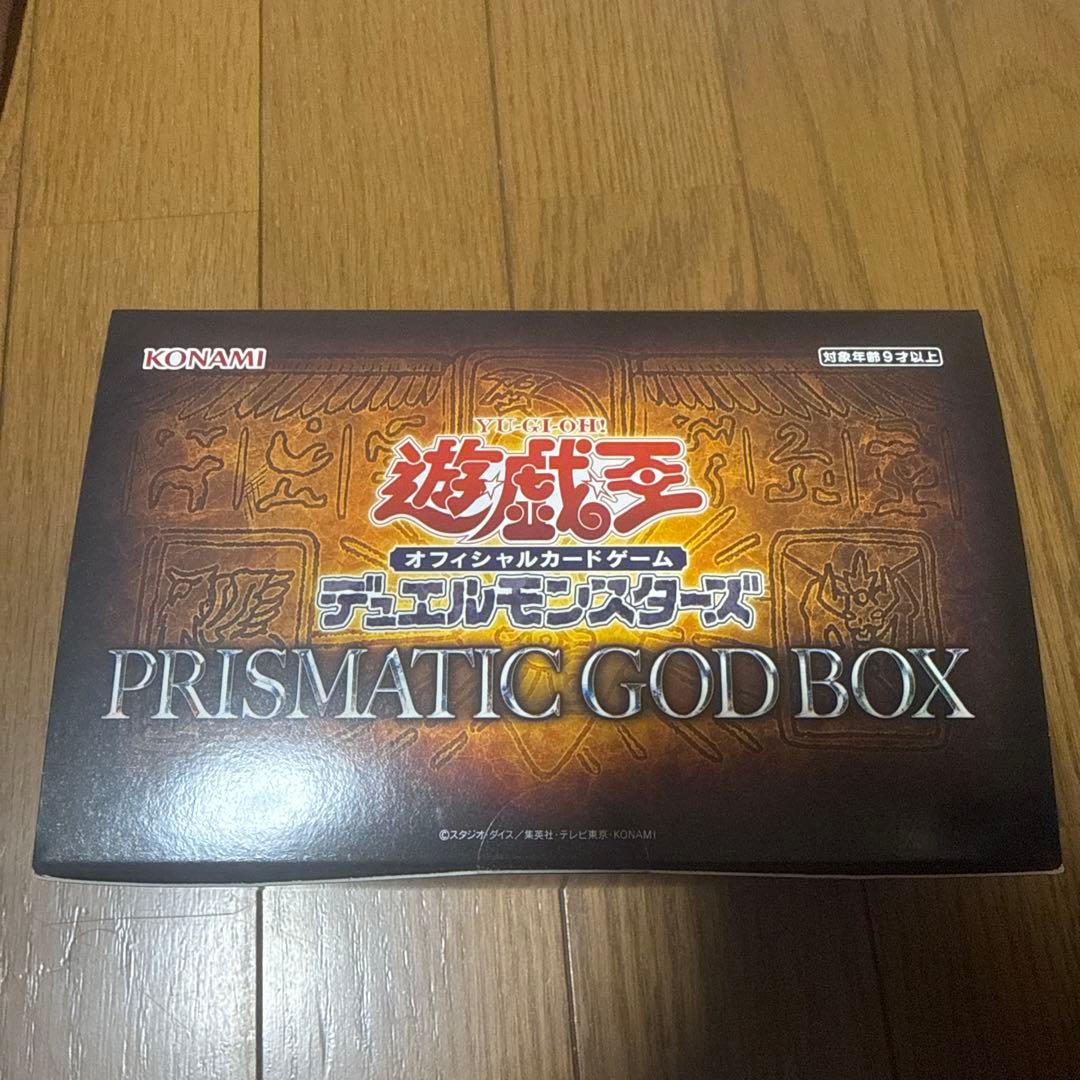 KONAMI
対象年齢9才以上
YU-GI-OH!
遊戯王
オフィシャルカードゲーム
デュエルモンスターズ
PRISMATIC GOD BOX
©スタジオ・ダイス/集英社・テレビ東京・KONAMI